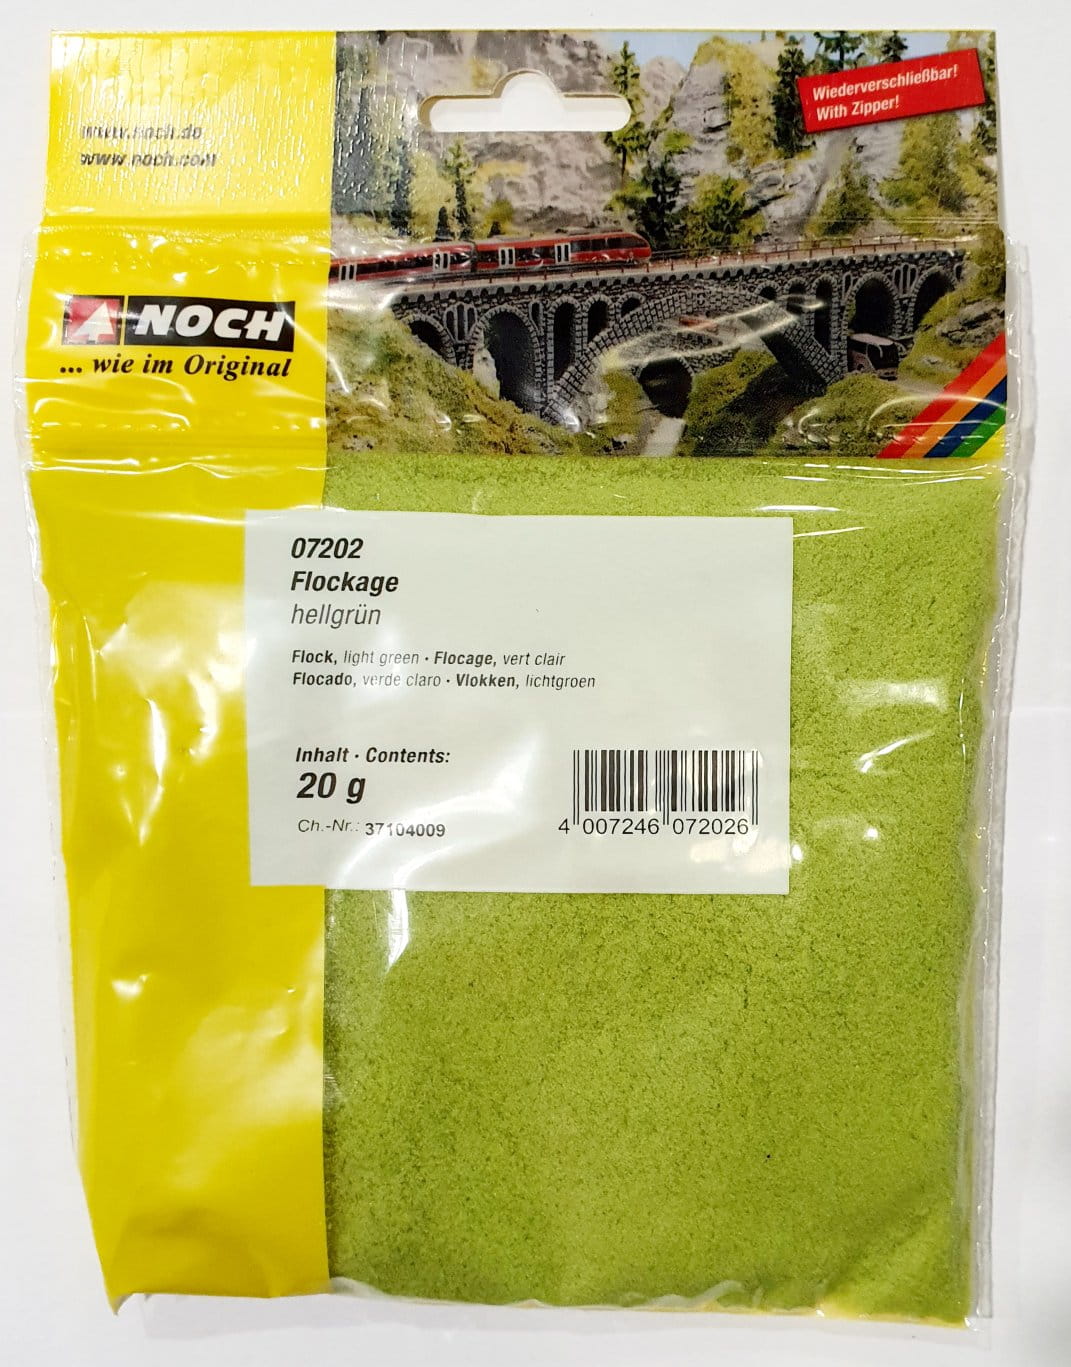 www.noch.de
www.noch.com
Wiederverschließbar!
With Zipper!
NOCH
... wie im Original
07202
Flockage
hellgrün
Flock, light green · Flocage, vert clair
Flocado, verde claro · Vlokken, lichtgroen
Inhalt · Contents:
20 g
Ch.-Nr.: 37104009
4 007246 072026